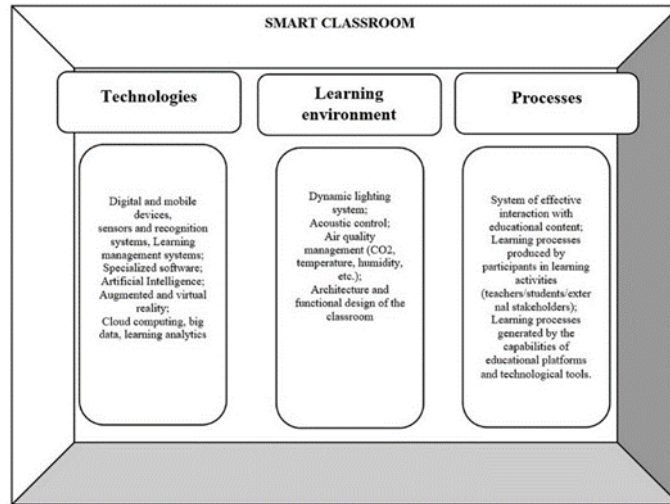 SMART CLASSROOM
Technologies
Digital and mobile
devices,
sensors and recognition
systems, Learning
management systems;
Specialized software;
Artificial Intelligence;
Augmented and virtual
reality;
Cloud computing, big
data, learning analytics
Learning
environment
Dynamic lighting
system;
Acoustic control;
Air quality
management (CO2,
temperature, humidity,
etc.);
Architecture and
functional design of the
classroom
Processes
System of effective
interaction with
educational content;
Learning processes
produced by
participants in learning
activities
(teachers/students/exter
nal stakeholders);
Learning processes
generated by the
capabilities of
educational platforms
and technological tools.